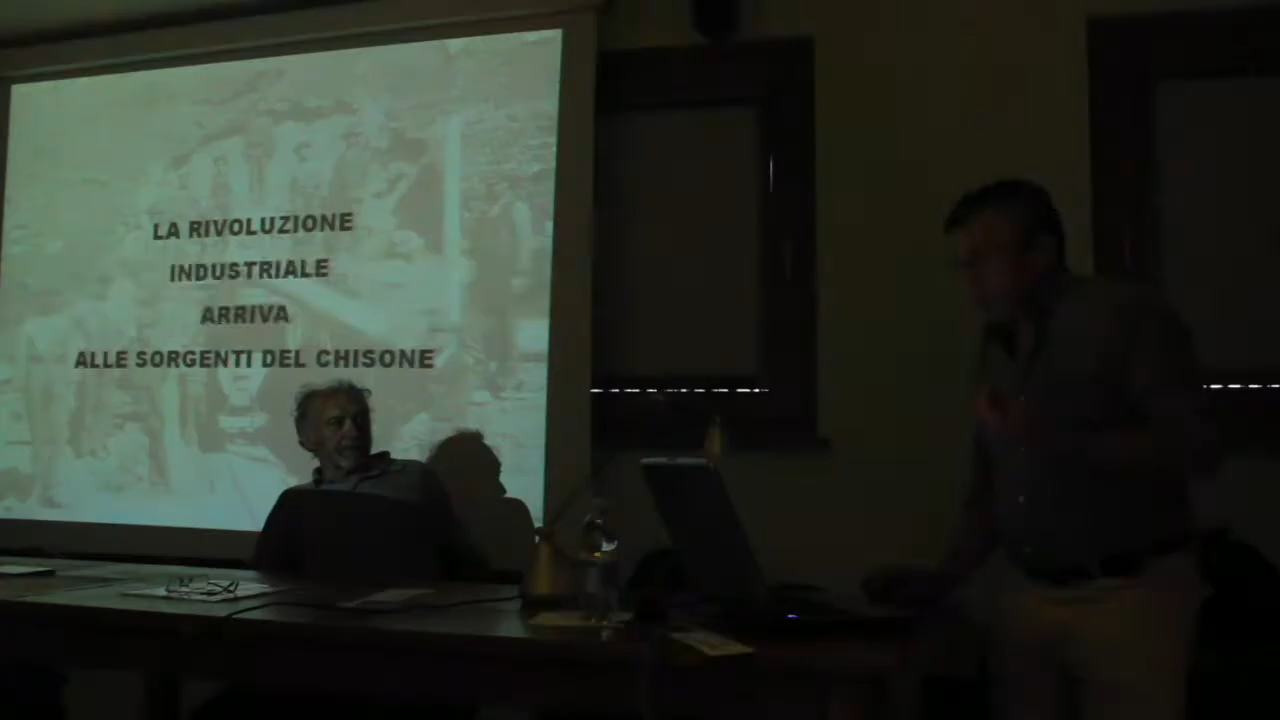 LA RIVOLUZIONE
INDUSTRIALE
ARRIVA
ALLE SORGENTI DEL CHISONE